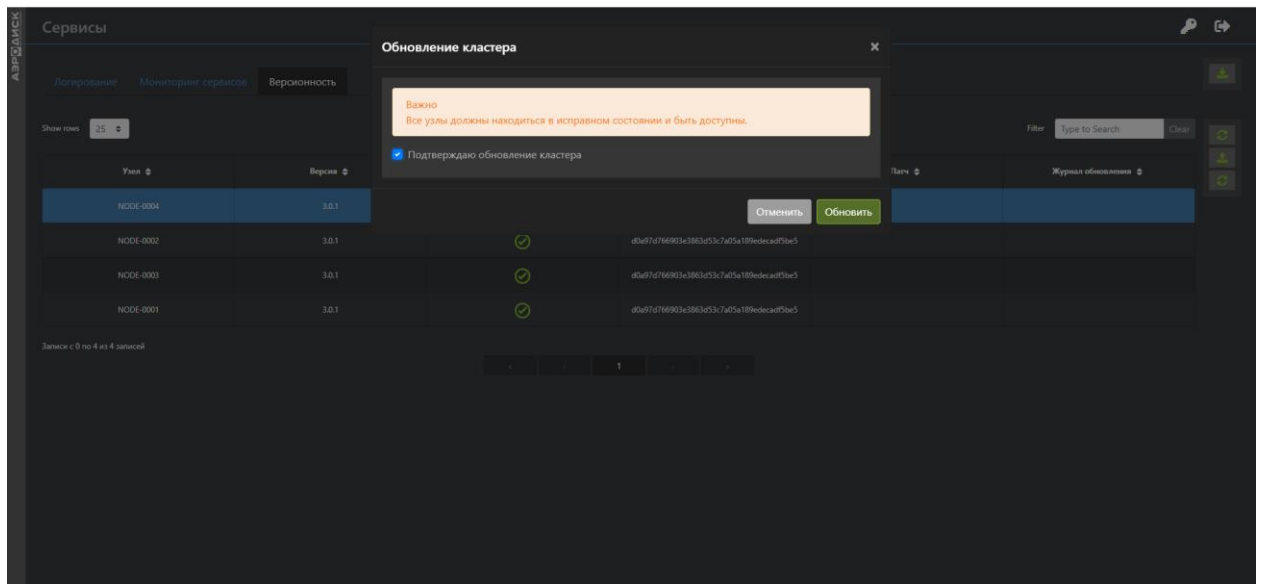 АЭРОДИСК
Сервисы
Обновление кластера
×
Логирование Мониторинг сервисов Версионность
Важно
Все узлы должны находиться в исправном состоянии и быть доступны.
Show rows 25
Filter Type to Search Clear
Подтверждаю обновление кластера
Узел Версия Патч Журнал обновления
Отменить Обновить
NODE-0004 3.0.1
NODE-0002 3.0.1 d0a97d766903e3863d53c7a05a189edecadf5be5
NODE-0003 3.0.1 d0a97d766903e3863d53c7a05a189edecadf5be5
NODE-0001 3.0.1 d0a97d766903e3863d53c7a05a189edecadf5be5
Записи с 0 по 4 из 4 записей
« ‹ 1 › »